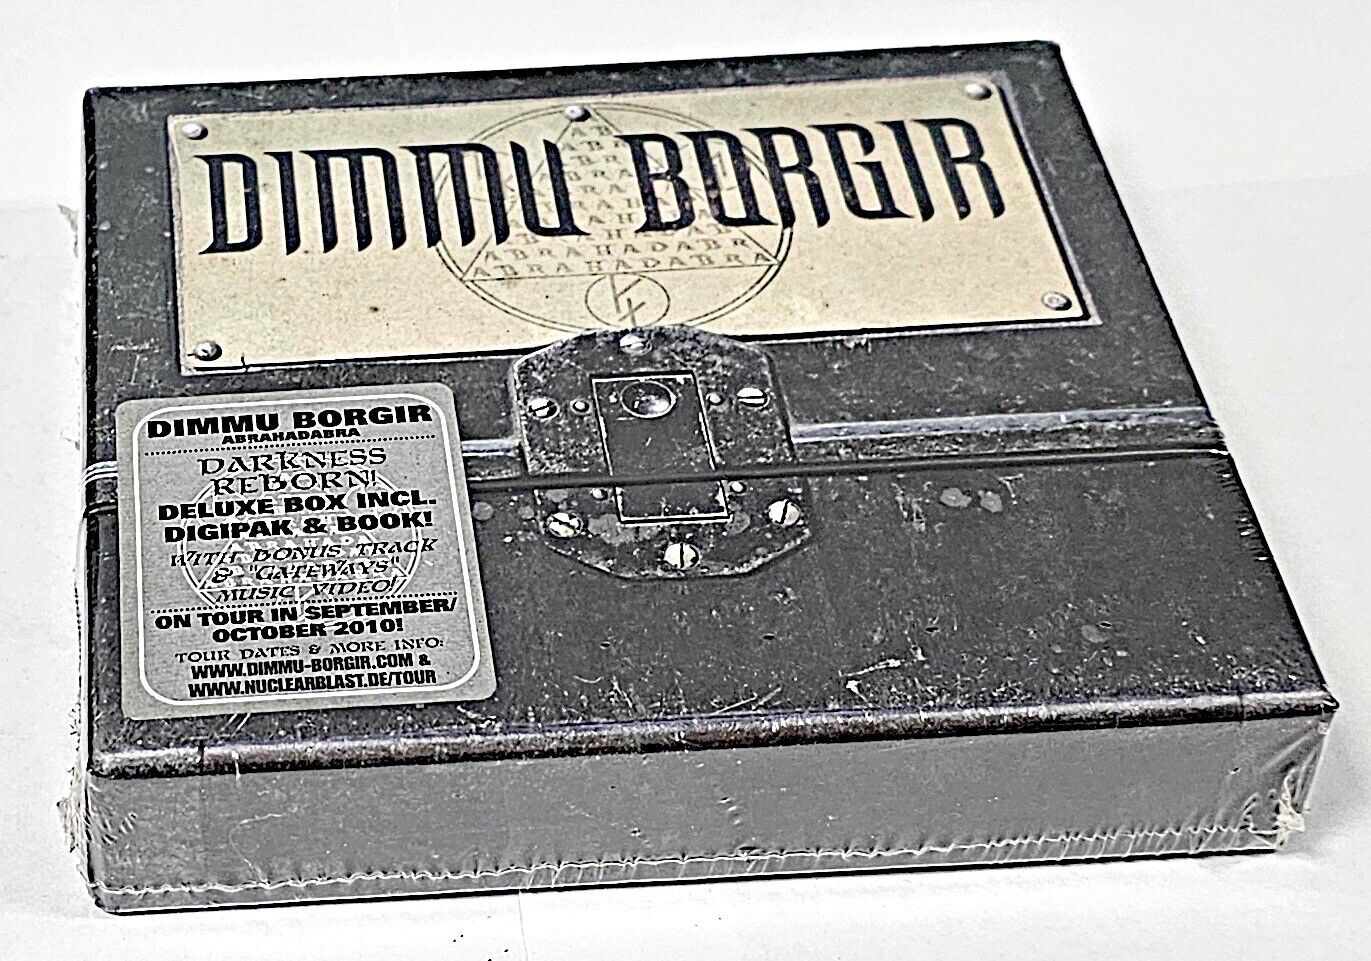 DIMMU BORGIR
ABRAHADABRA
DIMMU BORGIR
ABRAHADABRA
DARKNESS
REBORN!
DELUXE BOX INCL.
DIGIPAK & BOOK!
WITH BONUS TRACK
& "GATEWAYS"
MUSIC VIDEO!
ON TOUR IN SEPTEMBER/
OCTOBER 2010!
TOUR DATES & MORE INFO:
WWW.DIMMU-BORGIR.COM &
WWW.NUCLEARBLAST.DE/TOUR